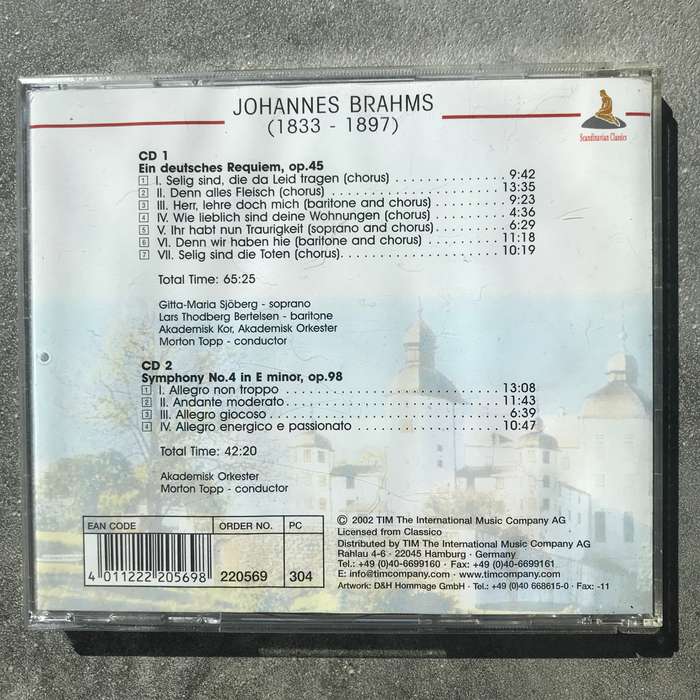 JOHANNES BRAHMS
(1833 - 1897)
Scandinavian Classics
CD 1
Ein deutsches Requiem, op.45
1 I. Selig sind, die da Leid tragen (chorus) 9:42
2 II. Denn alles Fleisch (chorus) 13:35
3 III. Herr, lehre doch mich (baritone and chorus) 9:23
4 IV. Wie lieblich sind deine Wohnungen (chorus) 4:36
5 V. Ihr habt nun Traurigkeit (soprano and chorus) 6:29
6 VI. Denn wir haben hie (baritone and chorus) 11:18
7 VII. Selig sind die Toten (chorus) 10:19
Total Time: 65:25
Gitta-Maria Sjöberg - soprano
Lars Thodberg Bertelsen - baritone
Akademisk Kor, Akademisk Orkester
Morton Topp - conductor
CD 2
Symphony No.4 in E minor, op.98
1 I. Allegro non troppo 13:08
2 II. Andante moderato 11:43
3 III. Allegro giocoso 6:39
4 IV. Allegro energico e passionato 10:47
Total Time: 42:20
Akademisk Orkester
Morton Topp - conductor
EAN CODE ORDER NO. PC
4 011222 205698 220569 304
© 2002 TIM The International Music Company AG
Licensed from Classico
Distributed by TIM The International Music Company AG
Rahlau 4-6 · 22045 Hamburg · Germany
Tel.: +49 (0)40-6699160 · Fax: +49 (0)40-6699161
E: info@timcompany.com · www.timcompany.com
Artwork: D&H Hommage GmbH · Tel.: +49 (0)40 668615-0 · Fax: -11